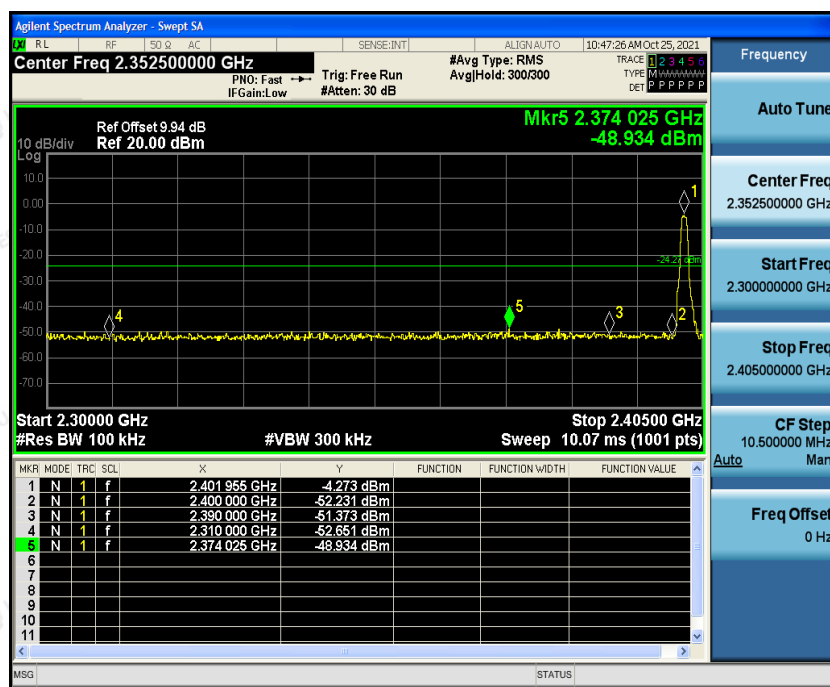 Agilent Spectrum Analyzer - Swept SA
LXI RL RF 50 Ω AC SENSE:INT ALIGN AUTO 10:47:26 AM Oct 25, 2021
Center Freq 2.352500000 GHz
PNO: Fast
IFGain:Low
Trig: Free Run
#Atten: 30 dB
#Avg Type: RMS
Avg|Hold: 300/300
TRACE 1 2 3 4 5 6
TYPE M
DET P P P P P P
Frequency
Auto Tune
Center Freq
2.352500000 GHz
Start Freq
2.300000000 GHz
Stop Freq
2.405000000 GHz
CF Step
10.500000 MHz
Auto Man
Freq Offset
0 Hz
Mkr5 2.374 025 GHz
-48.934 dBm
Ref Offset 9.94 dB
10 dB/div Ref 20.00 dBm
Log
10.0
0.00
-10.0
-20.0
-30.0
-40.0
-50.0
-60.0
-70.0
1
-24.27 dBm
4
5
3
2
Start 2.30000 GHz Stop 2.40500 GHz
#Res BW 100 kHz #VBW 300 kHz Sweep 10.07 ms (1001 pts)
MKR MODE TRC SCL X Y FUNCTION FUNCTION WIDTH FUNCTION VALUE
1 N 1 f 2.401 955 GHz -4.273 dBm
2 N 1 f 2.400 000 GHz -52.231 dBm
3 N 1 f 2.390 000 GHz -51.373 dBm
4 N 1 f 2.310 000 GHz -52.651 dBm
5 N 1 f 2.374 025 GHz -48.934 dBm
6
7
8
9
10
11
MSG STATUS